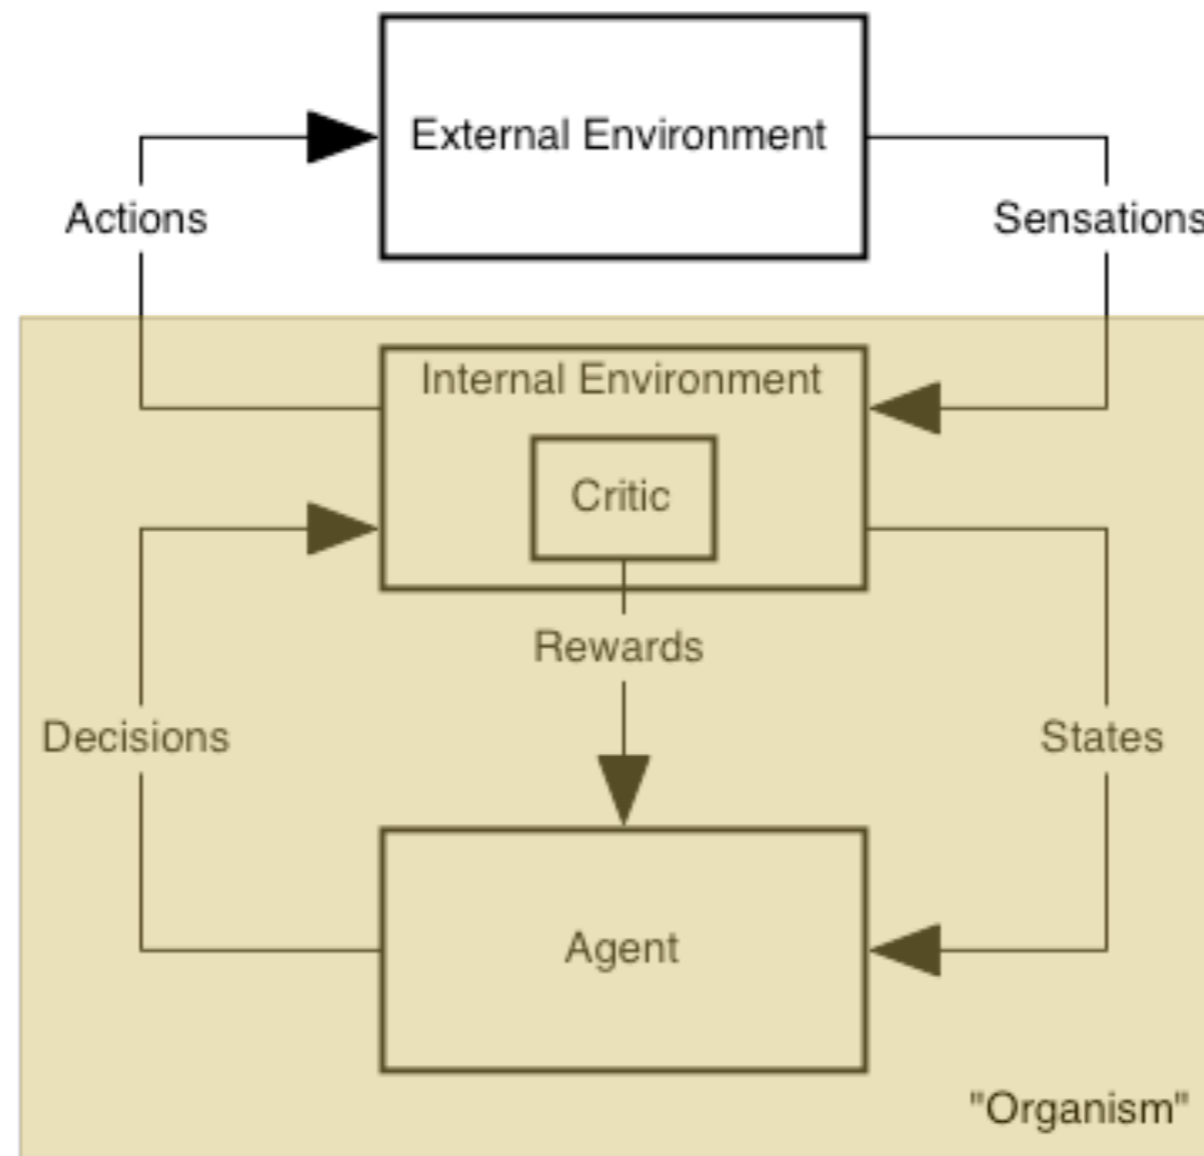 External Environment
Actions
Sensations
Internal Environment
Critic
Rewards
Decisions
States
Agent
"Organism"